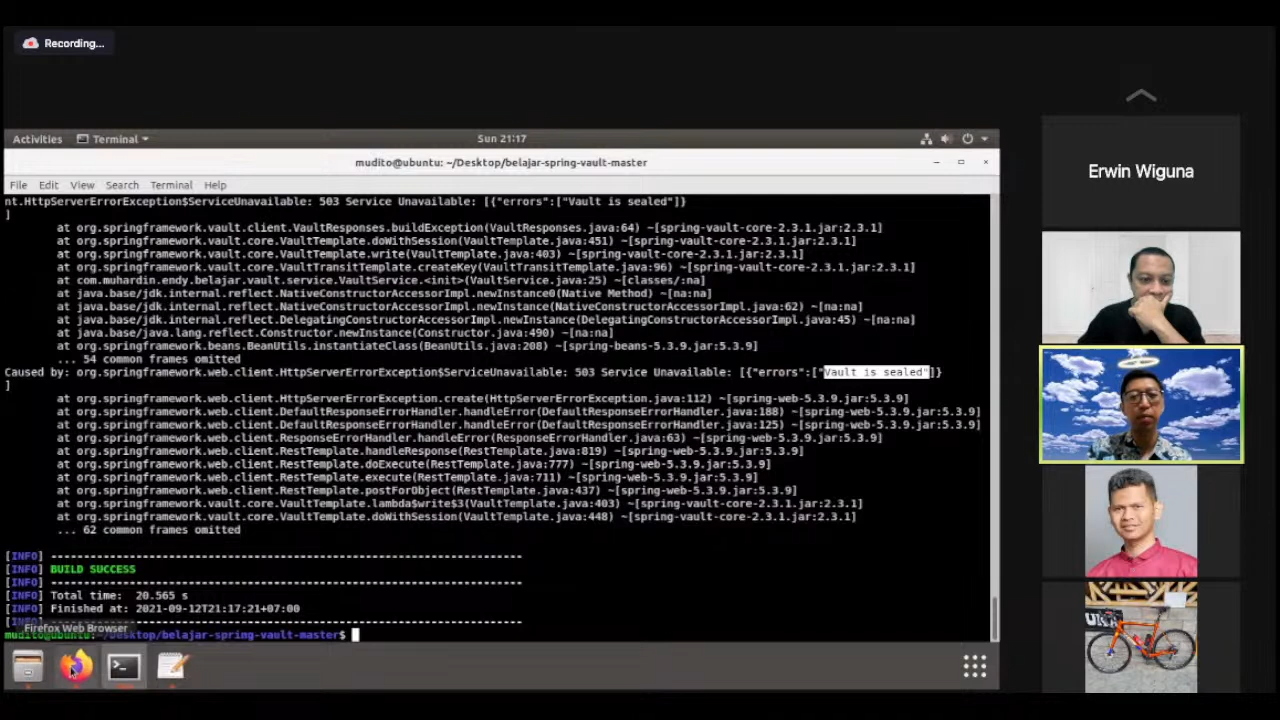 Recording...
Activities
Terminal
Sun 21:17
mudito@ubuntu: ~/Desktop/belajar-spring-vault-master
File Edit View Search Terminal Help
nt.HttpServerErrorException$ServiceUnavailable: 503 Service Unavailable: [{"errors":["Vault is sealed"]}
]
at org.springframework.vault.client.VaultResponses.buildException(VaultResponses.java:64) ~[spring-vault-core-2.3.1.jar:2.3.1]
at org.springframework.vault.core.VaultTemplate.doWithSession(VaultTemplate.java:451) ~[spring-vault-core-2.3.1.jar:2.3.1]
at org.springframework.vault.core.VaultTemplate.write(VaultTemplate.java:403) ~[spring-vault-core-2.3.1.jar:2.3.1]
at org.springframework.vault.core.VaultTransitTemplate.createKey(VaultTransitTemplate.java:96) ~[spring-vault-core-2.3.1.jar:2.3.1]
at com.muhardin.endy.belajar.vault.service.VaultService.<init>(VaultService.java:25) ~[classes/:na]
at java.base/jdk.internal.reflect.NativeConstructorAccessorImpl.newInstance0(Native Method) ~[na:na]
at java.base/jdk.internal.reflect.NativeConstructorAccessorImpl.newInstance(NativeConstructorAccessorImpl.java:62) ~[na:na]
at java.base/jdk.internal.reflect.DelegatingConstructorAccessorImpl.newInstance(DelegatingConstructorAccessorImpl.java:45) ~[na:na]
at java.base/java.lang.reflect.Constructor.newInstance(Constructor.java:490) ~[na:na]
at org.springframework.beans.BeanUtils.instantiateClass(BeanUtils.java:208) ~[spring-beans-5.3.9.jar:5.3.9]
... 54 common frames omitted
Caused by: org.springframework.web.client.HttpServerErrorException$ServiceUnavailable: 503 Service Unavailable: [{"errors":["Vault is sealed"]}
]
at org.springframework.web.client.HttpServerErrorException.create(HttpServerErrorException.java:112) ~[spring-web-5.3.9.jar:5.3.9]
at org.springframework.web.client.DefaultResponseErrorHandler.handleError(DefaultResponseErrorHandler.java:188) ~[spring-web-5.3.9.jar:5.3.9]
at org.springframework.web.client.DefaultResponseErrorHandler.handleError(DefaultResponseErrorHandler.java:125) ~[spring-web-5.3.9.jar:5.3.9]
at org.springframework.web.client.ResponseErrorHandler.handleError(ResponseErrorHandler.java:63) ~[spring-web-5.3.9.jar:5.3.9]
at org.springframework.web.client.RestTemplate.handleResponse(RestTemplate.java:819) ~[spring-web-5.3.9.jar:5.3.9]
at org.springframework.web.client.RestTemplate.doExecute(RestTemplate.java:777) ~[spring-web-5.3.9.jar:5.3.9]
at org.springframework.web.client.RestTemplate.execute(RestTemplate.java:711) ~[spring-web-5.3.9.jar:5.3.9]
at org.springframework.web.client.RestTemplate.postForObject(RestTemplate.java:437) ~[spring-web-5.3.9.jar:5.3.9]
at org.springframework.vault.core.VaultTemplate.lambda$write$3(VaultTemplate.java:403) ~[spring-vault-core-2.3.1.jar:2.3.1]
at org.springframework.vault.core.VaultTemplate.doWithSession(VaultTemplate.java:448) ~[spring-vault-core-2.3.1.jar:2.3.1]
... 62 common frames omitted
[INFO] ------------------------------------------------------------------------
[INFO] BUILD SUCCESS
[INFO] ------------------------------------------------------------------------
[INFO] Total time:  20.565 s
[INFO] Finished at: 2021-09-12T21:17:21+07:00
[INFO] ------------------------------------------------------------------------
Firefox Web Browser
mudito@ubuntu:~/Desktop/belajar-spring-vault-master$
Erwin Wiguna